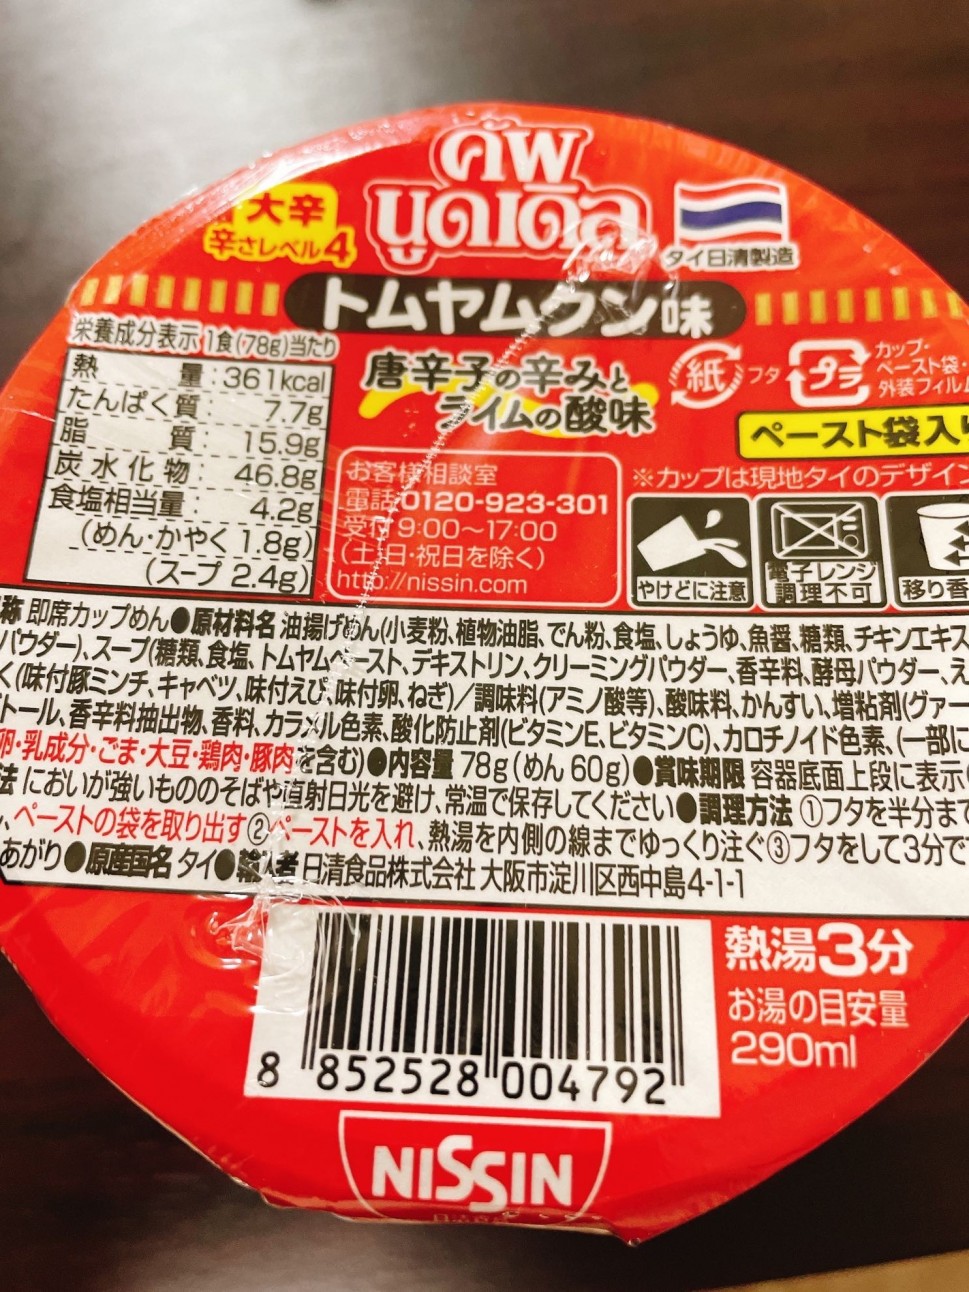 คัพ
นูดเดิล
大辛
辛さレベル4
タイ日清製造
トムヤムクン味
栄養成分表示 1食(78g)当たり
熱量:361kcal
たんぱく質: 7.7g
脂質: 15.9g
炭水化物: 46.8g
食塩相当量: 4.2g
(めん・かやく 1.8g)
(スープ 2.4g)
唐辛子の辛みと
ライムの酸味
紙 フタ
プラ
カップ・
ペースト袋・
外装フィルム
ペースト袋入り
お客様相談室
電話 0120-923-301
受付 9:00～17:00
(土・日・祝日を除く)
http://nissin.com
※カップは現地タイのデザイン
やけどに注意
電子レンジ
調理不可
移り香
称 即席カップめん●原材料名 油揚げめん(小麦粉、植物油脂、でん粉、食塩、しょうゆ、魚醤、糖類、チキンエキス
パウダー)、スープ(糖類、食塩、トムヤムペースト、デキストリン、クリーミングパウダー、香辛料、酵母パウダー、え
く(味付豚ミンチ、キャベツ、味付えび、味付卵、ねぎ)/調味料(アミノ酸等)、酸味料、かんすい、増粘剤(グァー
トール、香辛料抽出物、香料、カラメル色素、酸化防止剤(ビタミンE、ビタミンC)、カロチノイド色素、(一部に
卵・乳成分・ごま・大豆・鶏肉・豚肉を含む)●内容量 78g(めん 60g)●賞味期限 容器底面上段に表示
法 においが強いもののそばや直射日光を避け、常温で保存してください●調理方法 ①フタを半分まで
、ペーストの袋を取り出す②ペーストを入れ、熱湯を内側の線までゆっくり注ぐ③フタをして3分で
あがり●原産国名 タイ●輸入者 日清食品株式会社 大阪市淀川区西中島4-1-1
熱湯3分
お湯の目安量
290ml
8 852528 004792
NISSIN